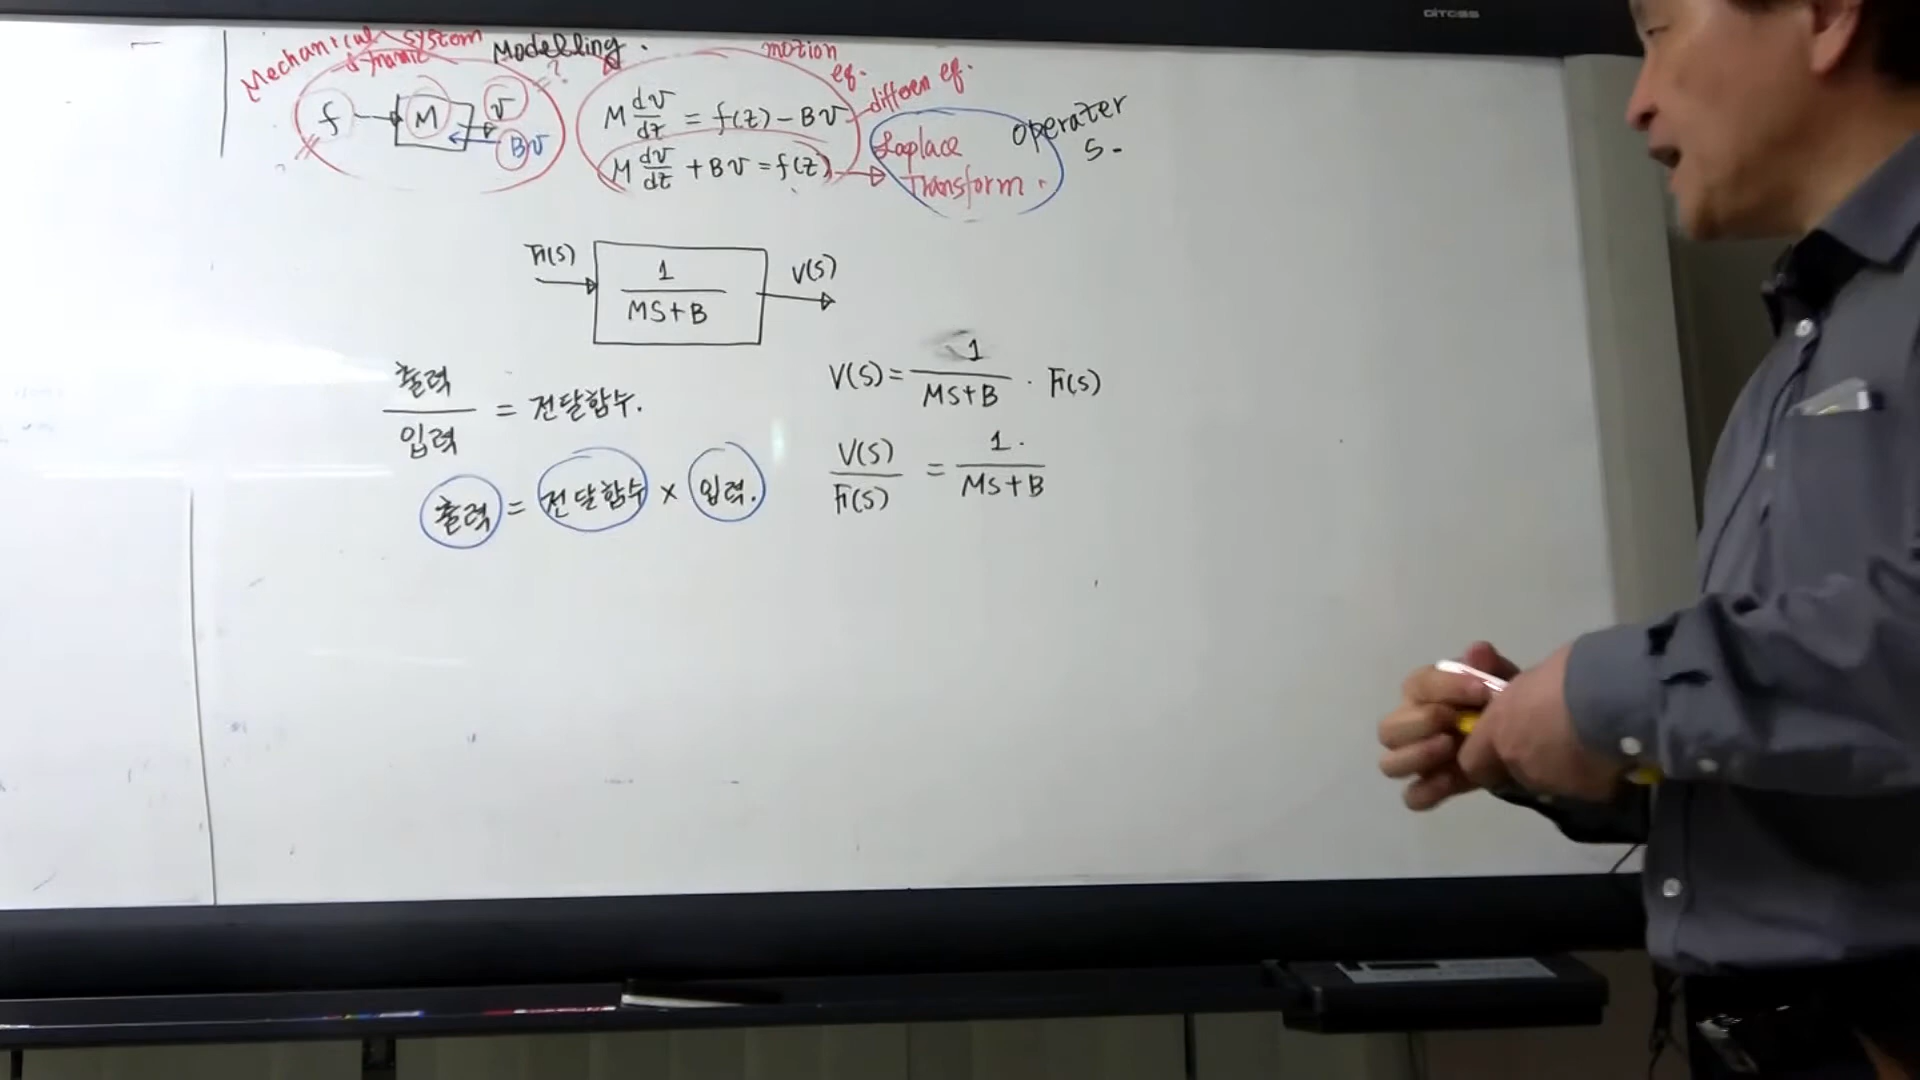 Mechanical system Modelling.
dynamic
?
f → M v
Bv
motion
eq.
M dv/dt = f(t) - Bv
differen eq.
M dv/dt + Bv = f(t)
Laplace
Transform.
operater
S.
F(s)
1
MS+B
V(s)
출력
입력
= 전달함수.
출력 = 전달함수 × 입력.
V(s) = 1/(MS+B) · F(s)
V(s)/F(s) = 1/(MS+B)